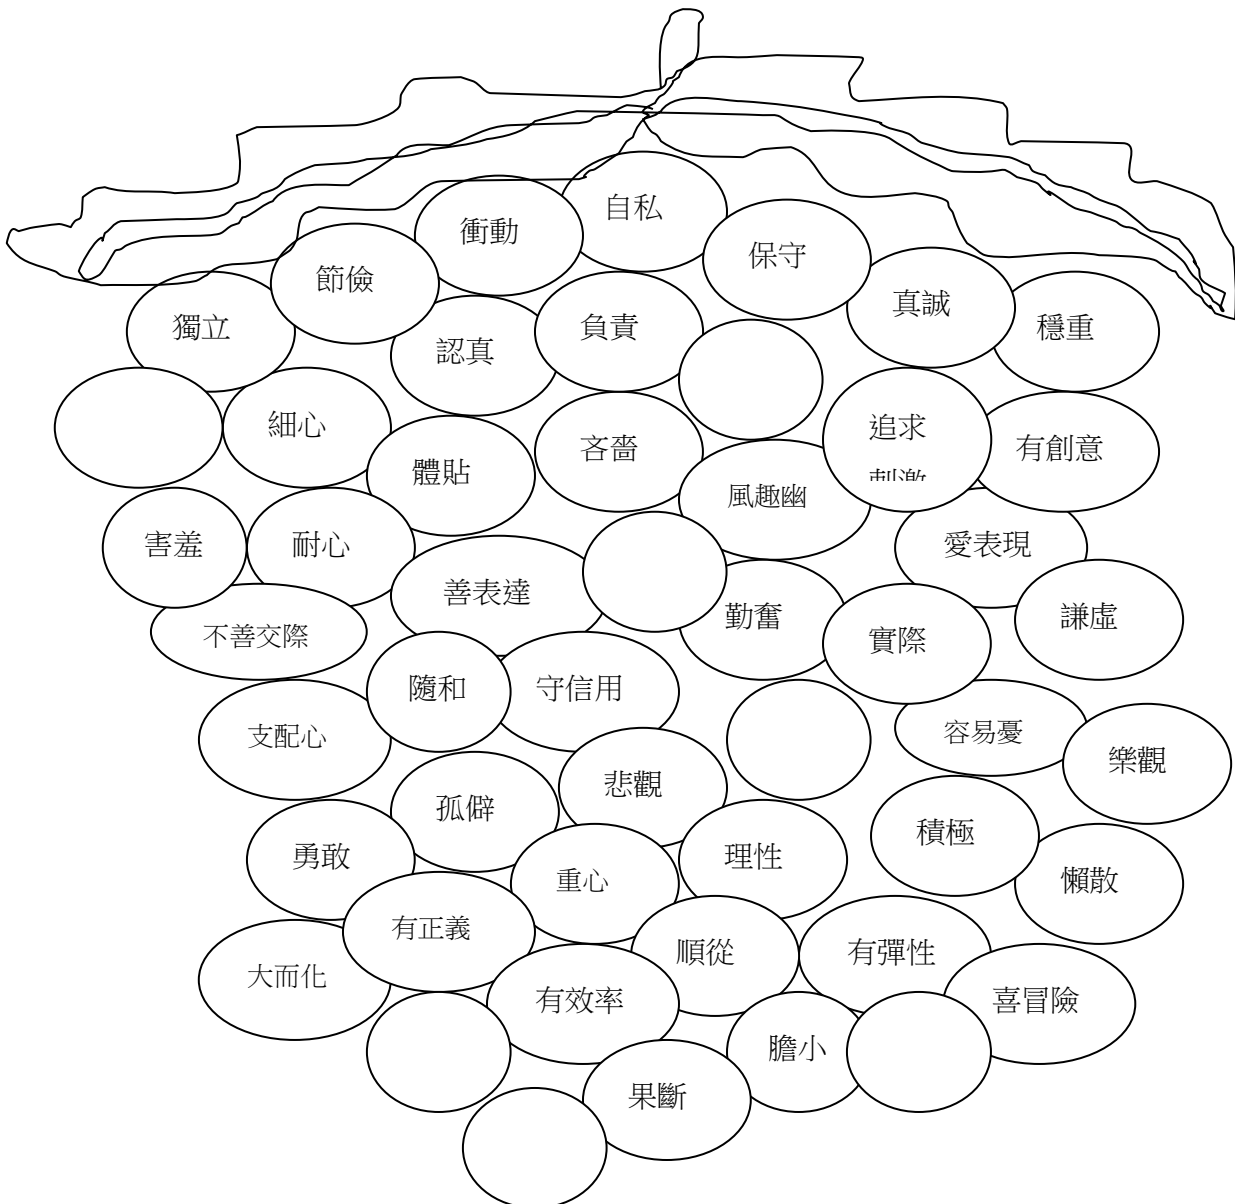 自私
衝動
保守
節儉
真誠
獨立
負責
穩重
認真
細心
追求
刺激
有創意
吝嗇
體貼
風趣幽
害羞
耐心
愛表現
善表達
勤奮
謙虛
不善交際
實際
隨和
守信用
支配心
容易憂
樂觀
悲觀
孤僻
積極
勇敢
理性
重心
懶散
有正義
順從
有彈性
大而化
有效率
喜冒險
膽小
果斷